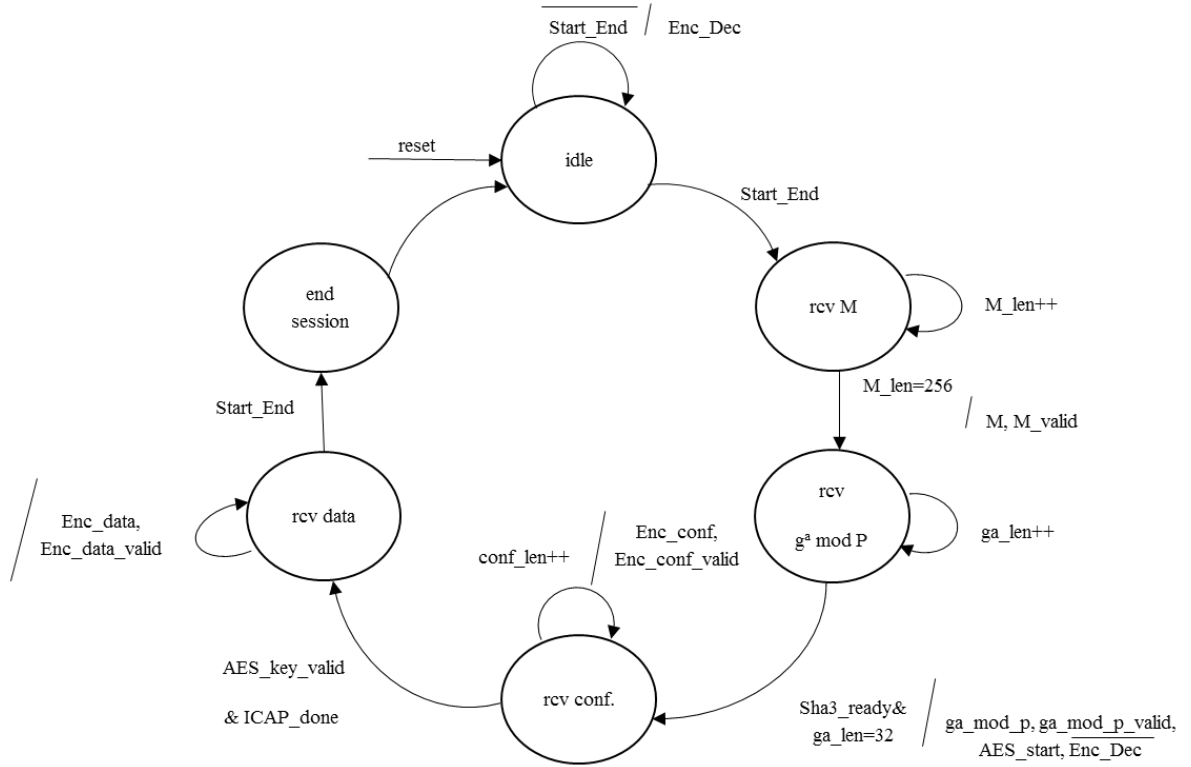 Start_End / Enc_Dec
reset
idle
Start_End
end
session
rcv M
M_len++
M_len=256
/ M, M_valid
Start_End
rcv
gᵃ mod P
ga_len++
rcv data
/ Enc_data,
Enc_data_valid
conf_len++ / Enc_conf,
Enc_conf_valid
AES_key_valid
& ICAP_done
rcv conf.
Sha3_ready&
ga_len=32
/ ga_mod_p, ga_mod_p_valid,
AES_start, Enc_Dec